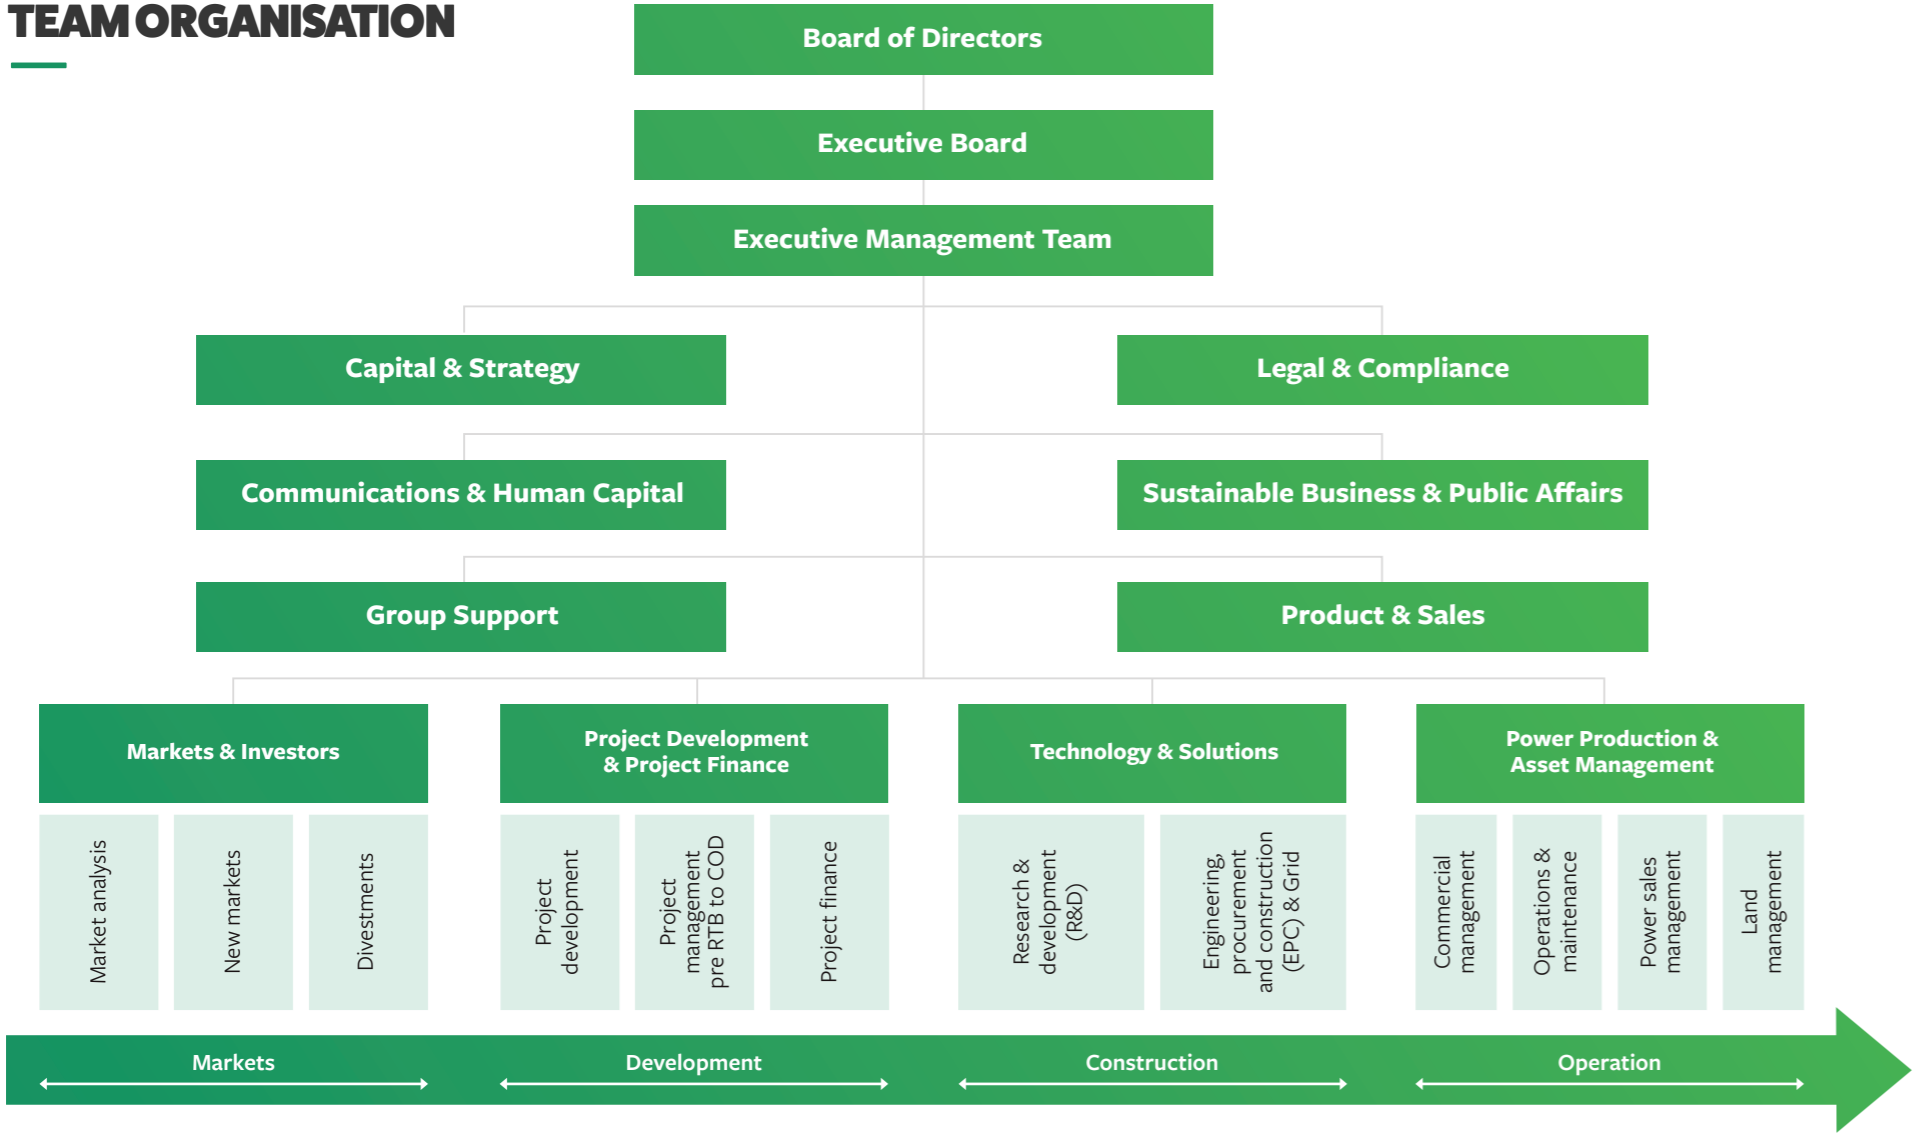 TEAM ORGANISATION
Board of Directors
Executive Board
Executive Management Team
Capital & Strategy
Legal & Compliance
Communications & Human Capital
Sustainable Business & Public Affairs
Group Support
Product & Sales
Markets & Investors
Project Development
& Project Finance
Technology & Solutions
Power Production &
Asset Management
Market analysis
New markets
Divestments
Project
development
Project
management
pre RTB to COD
Project finance
Research &
development
(R&D)
Engineering,
procurement
and construction
(EPC) & Grid
Commercial
management
Operations &
maintenance
Power sales
management
Land
management
Markets
Development
Construction
Operation